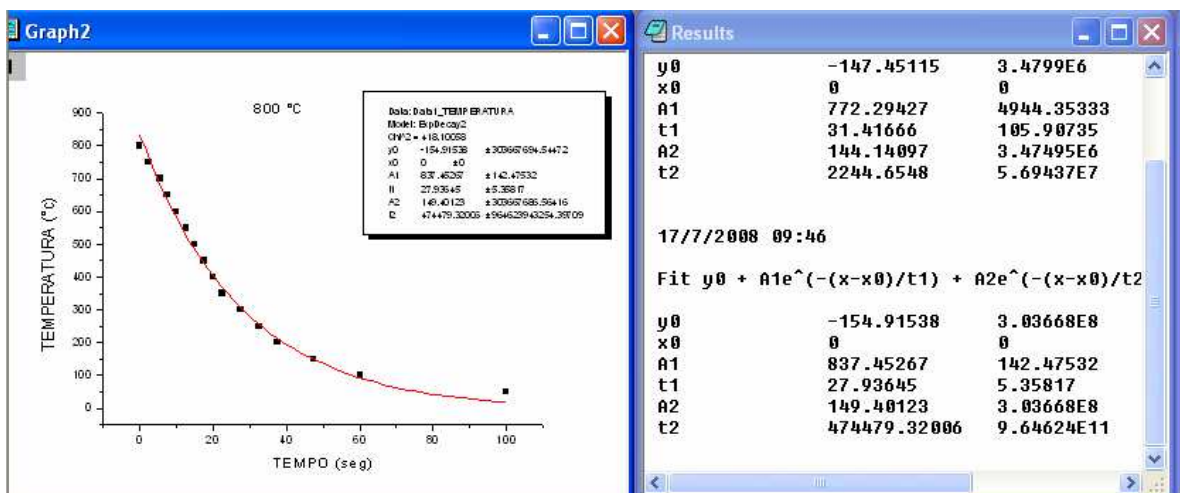 Graph2
800 °C
Data: Data1_TEMPERATURA
Model: ExpDecay2
Chi^2 = 418.10058
y0 -154.91538 ±303667694.54472
x0 0 ±0
A1 837.45267 ±142.47532
t1 27.93645 ±5.35817
A2 149.40123 ±303667686.96416
t2 474479.32006 ±964623943254.39709
900
800
700
600
500
400
300
200
100
0
TEMPERATURA (°c)
0 20 40 60 80 100
TEMPO (seg)
Results
y0 -147.45115 3.4799E6
x0 0 0
A1 772.29427 4944.35333
t1 31.41666 105.90735
A2 144.14097 3.47495E6
t2 2244.6548 5.69437E7
17/7/2008 09:46
Fit y0 + A1e^(-(x-x0)/t1) + A2e^(-(x-x0)/t2
y0 -154.91538 3.03668E8
x0 0 0
A1 837.45267 142.47532
t1 27.93645 5.35817
A2 149.40123 3.03668E8
t2 474479.32006 9.64624E11